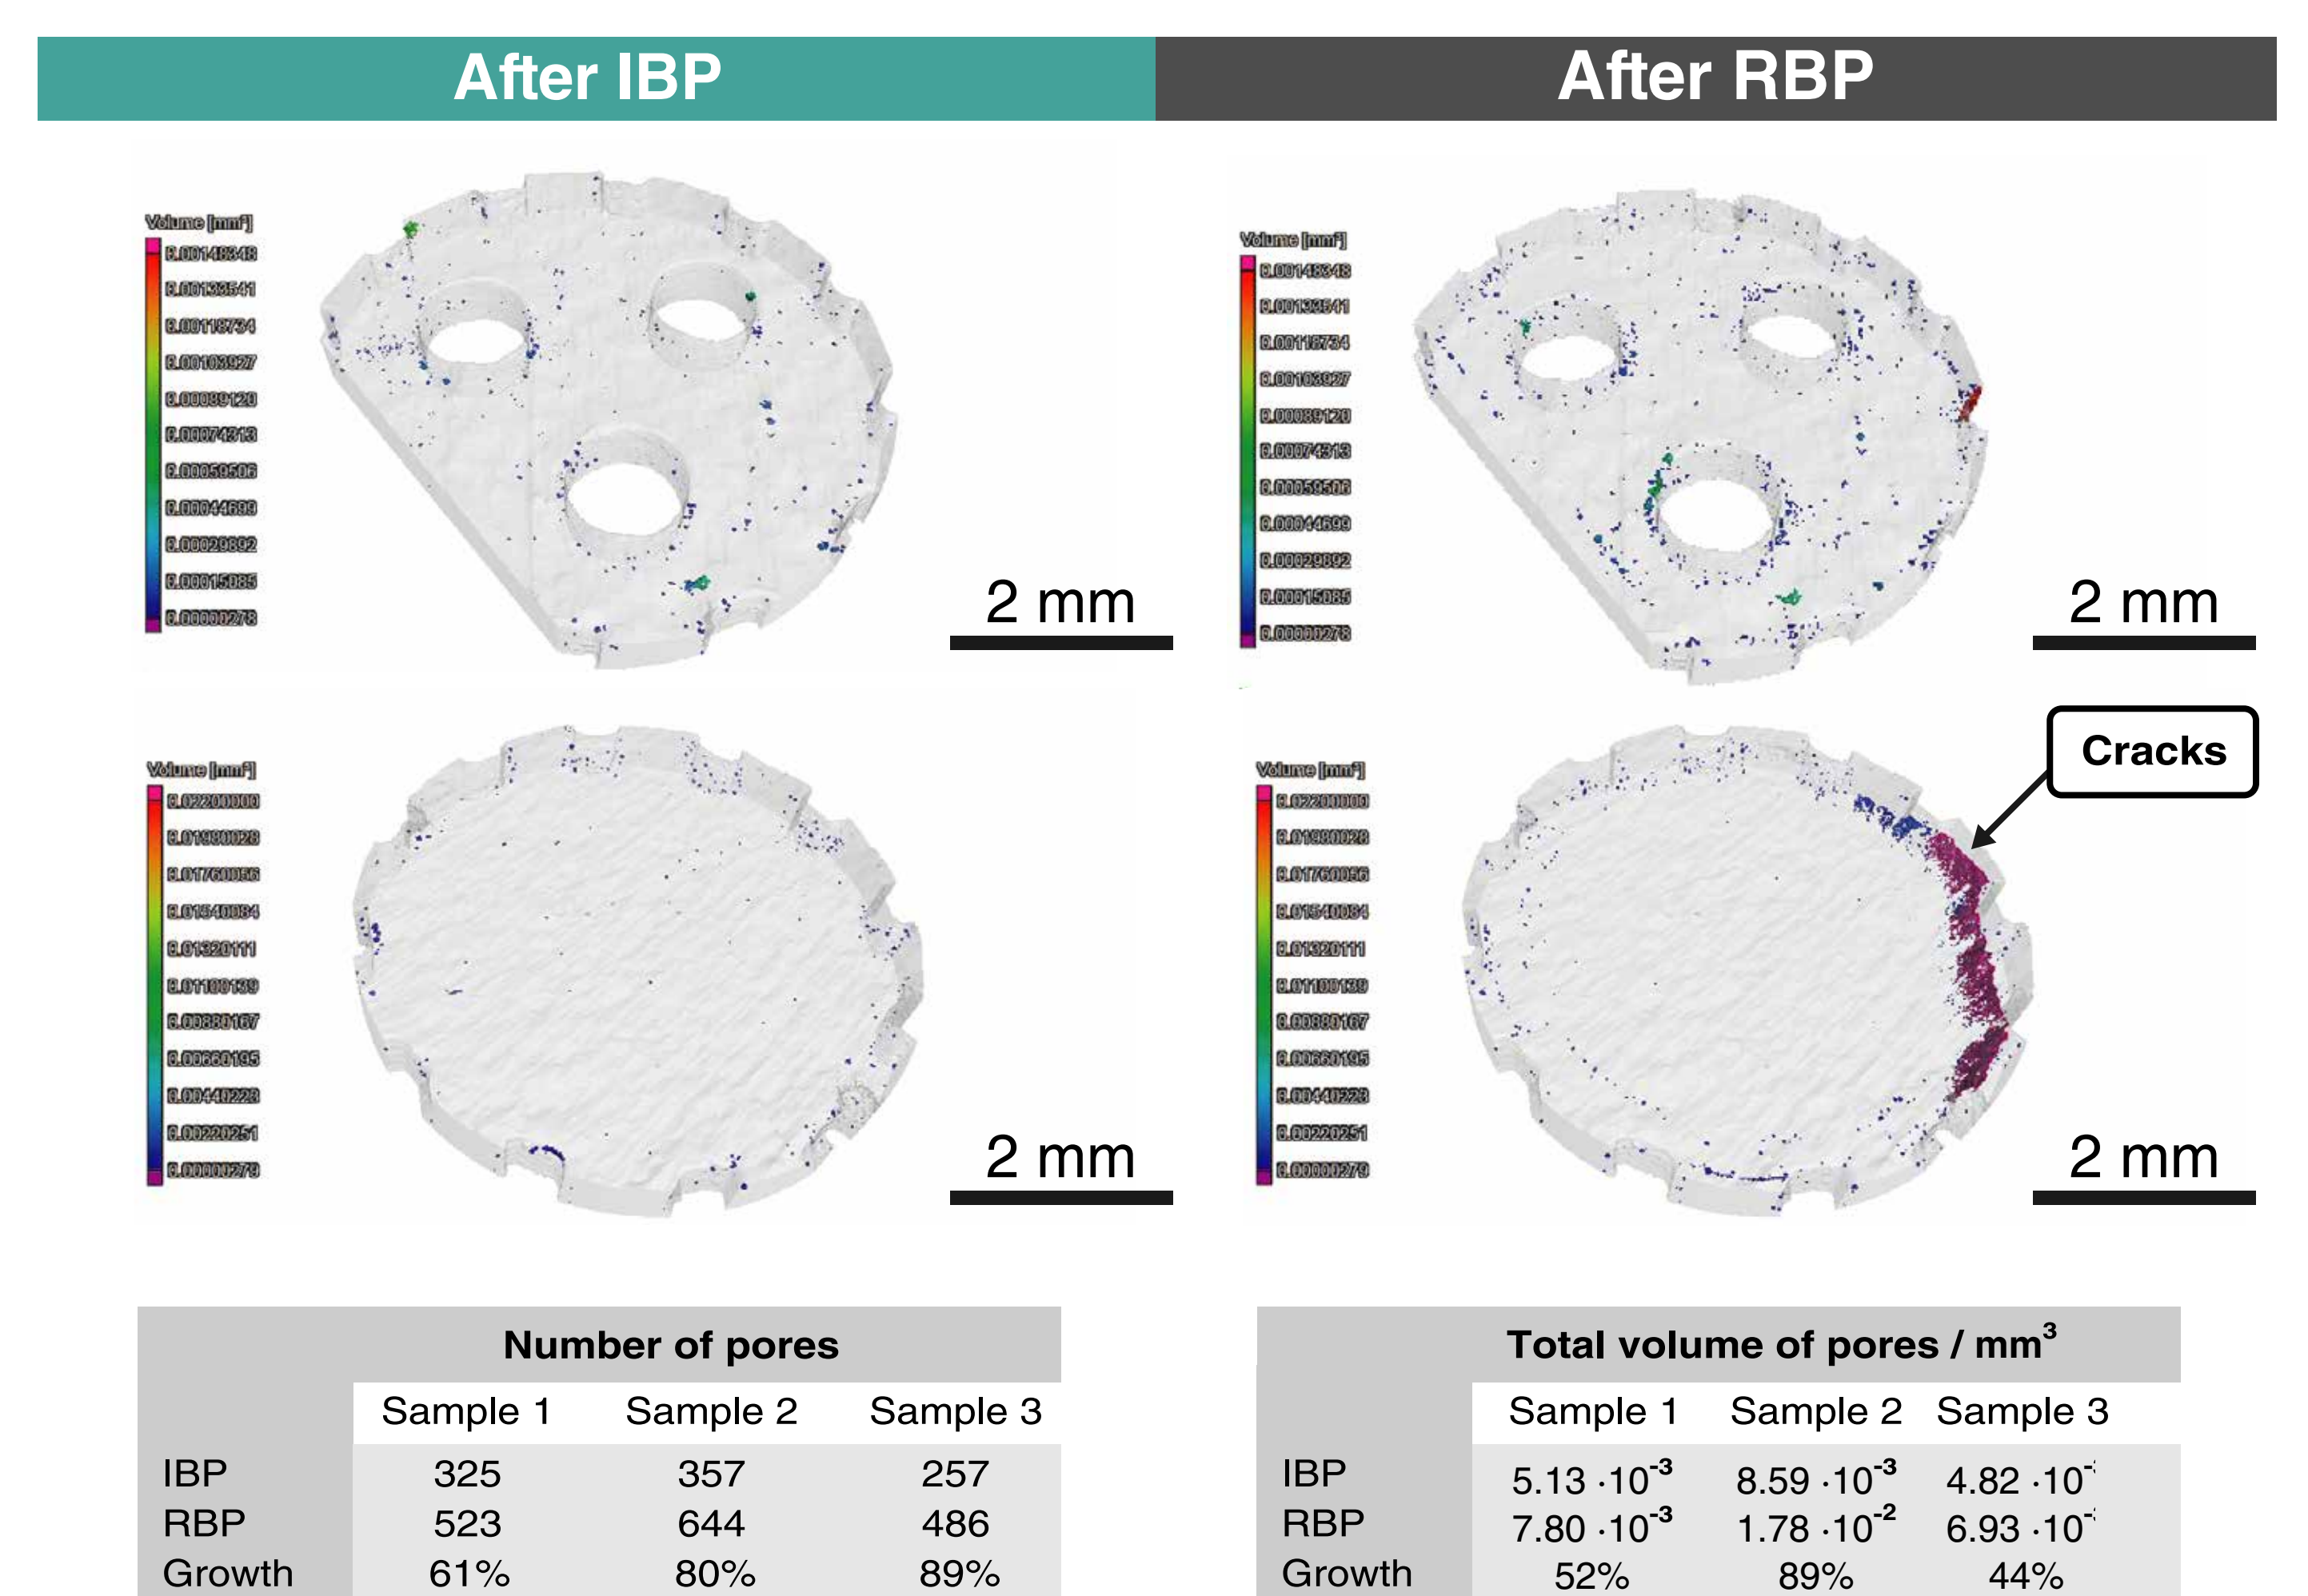 After IBP
After RBP
Volume [mm³]
0.00148348
0.00133541
0.00118734
0.00103927
0.00089120
0.00074313
0.00059506
0.00044699
0.00029892
0.00015085
0.00000278
2 mm
Volume [mm³]
0.00148348
0.00133541
0.00118734
0.00103927
0.00089120
0.00074313
0.00059506
0.00044699
0.00029892
0.00015085
0.00000278
2 mm
Volume [mm³]
0.02200000
0.01980028
0.01760056
0.01540084
0.01320111
0.01100139
0.00880167
0.00660195
0.00440223
0.00220251
0.00000279
2 mm
Cracks
Volume [mm³]
0.02200000
0.01980028
0.01760056
0.01540084
0.01320111
0.01100139
0.00880167
0.00660195
0.00440223
0.00220251
0.00000279
2 mm
Number of pores
Sample 1 Sample 2 Sample 3
IBP 325 357 257
RBP 523 644 486
Growth 61% 80% 89%
Total volume of pores / mm³
Sample 1 Sample 2 Sample 3
IBP 5.13 ·10⁻³ 8.59 ·10⁻³ 4.82 ·10⁻
RBP 7.80 ·10⁻³ 1.78 ·10⁻² 6.93 ·10⁻
Growth 52% 89% 44%